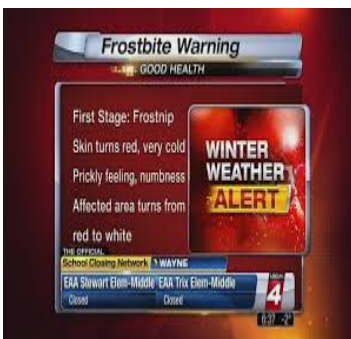 Frostbite Warning
GOOD HEALTH
First Stage: Frostnip
Skin turns red, very cold
Prickly feeling, numbness
Affected area turns from
red to white
WINTER
WEATHER
ALERT
THE OFFICIAL
School Closing Network WAYNE
EAA Stewart Elem-Middle EAA Trix Elem-Middle
Closed Closed
4
6:37 -2°